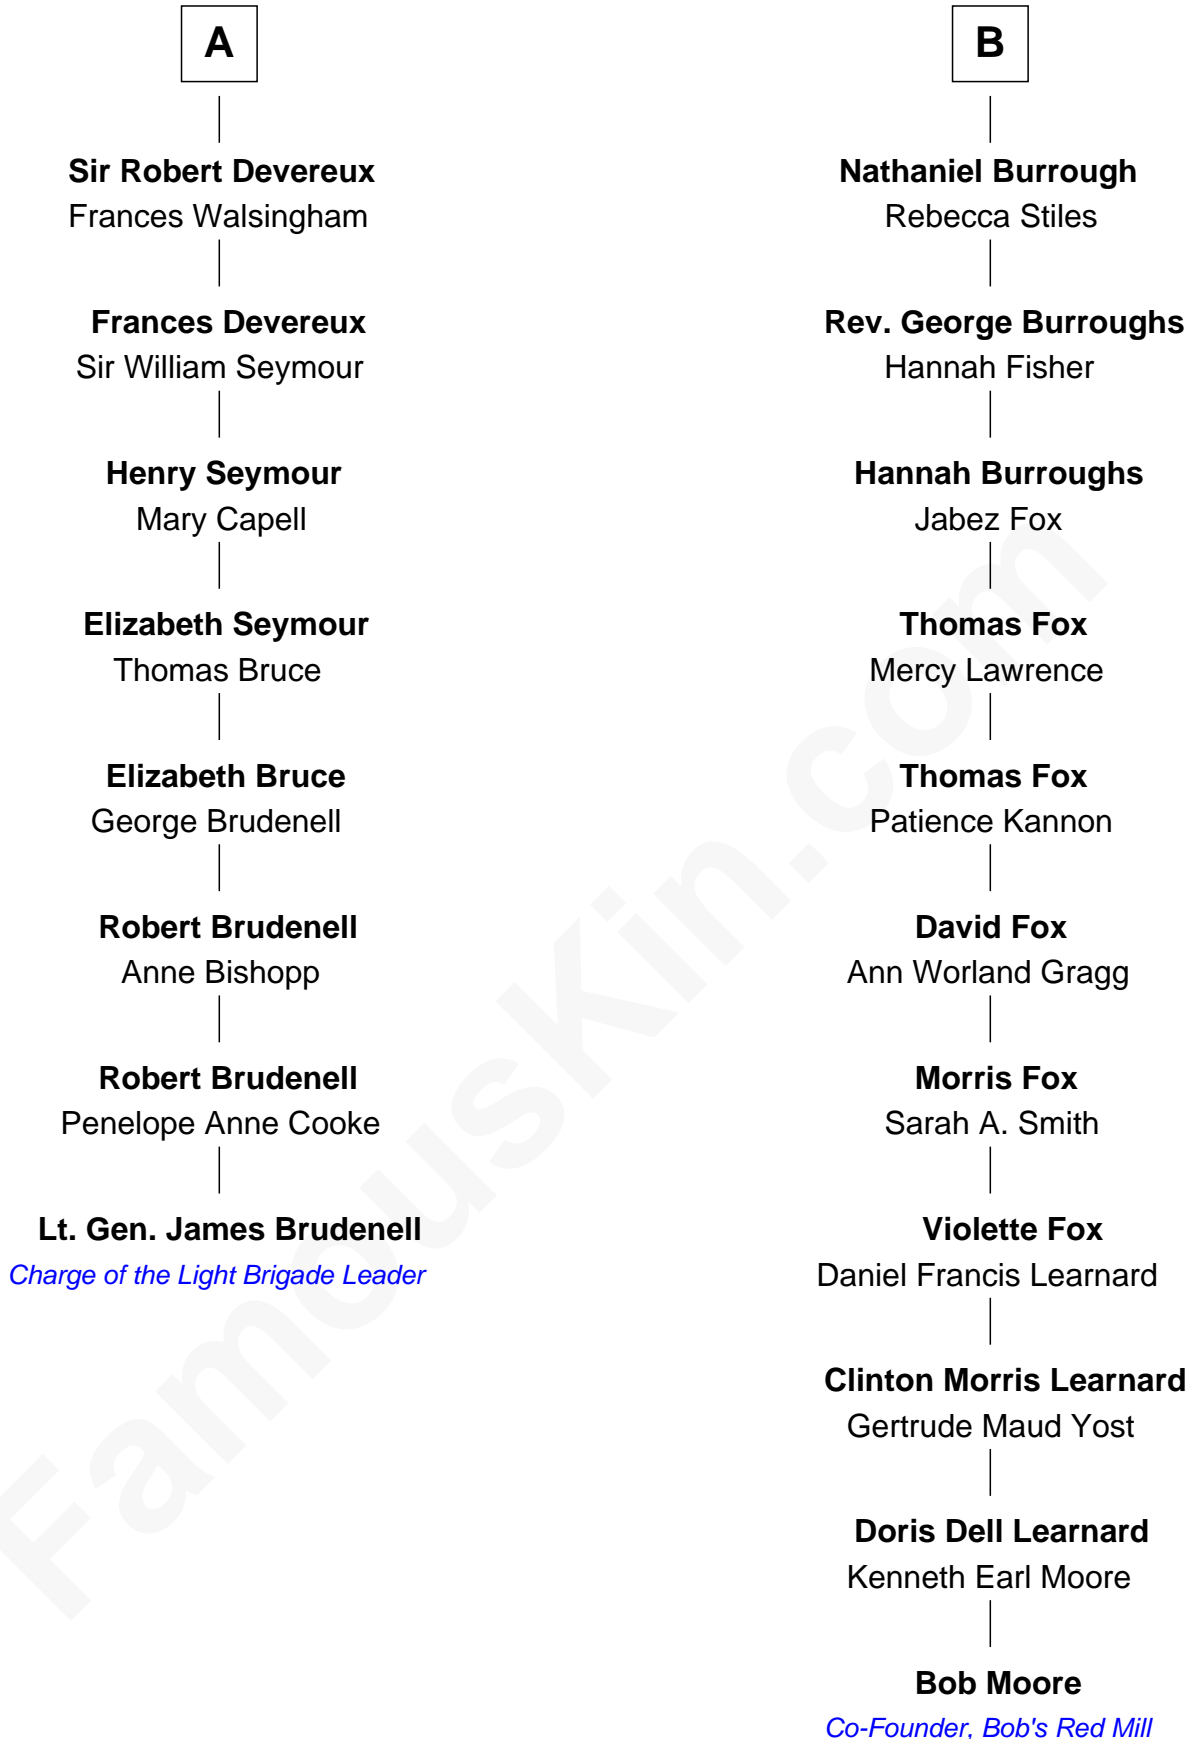 A
Sir Robert Devereux
Frances Walsingham
Frances Devereux
Sir William Seymour
Henry Seymour
Mary Capell
Elizabeth Seymour
Thomas Bruce
Elizabeth Bruce
George Brudenell
Robert Brudenell
Anne Bishopp
Robert Brudenell
Penelope Anne Cooke
Lt. Gen. James Brudenell
Charge of the Light Brigade Leader
B
Nathaniel Burrough
Rebecca Stiles
Rev. George Burroughs
Hannah Fisher
Hannah Burroughs
Jabez Fox
Thomas Fox
Mercy Lawrence
Thomas Fox
Patience Kannon
David Fox
Ann Worland Gragg
Morris Fox
Sarah A. Smith
Violette Fox
Daniel Francis Learnard
Clinton Morris Learnard
Gertrude Maud Yost
Doris Dell Learnard
Kenneth Earl Moore
Bob Moore
Co-Founder, Bob's Red Mill
FamousKin.com